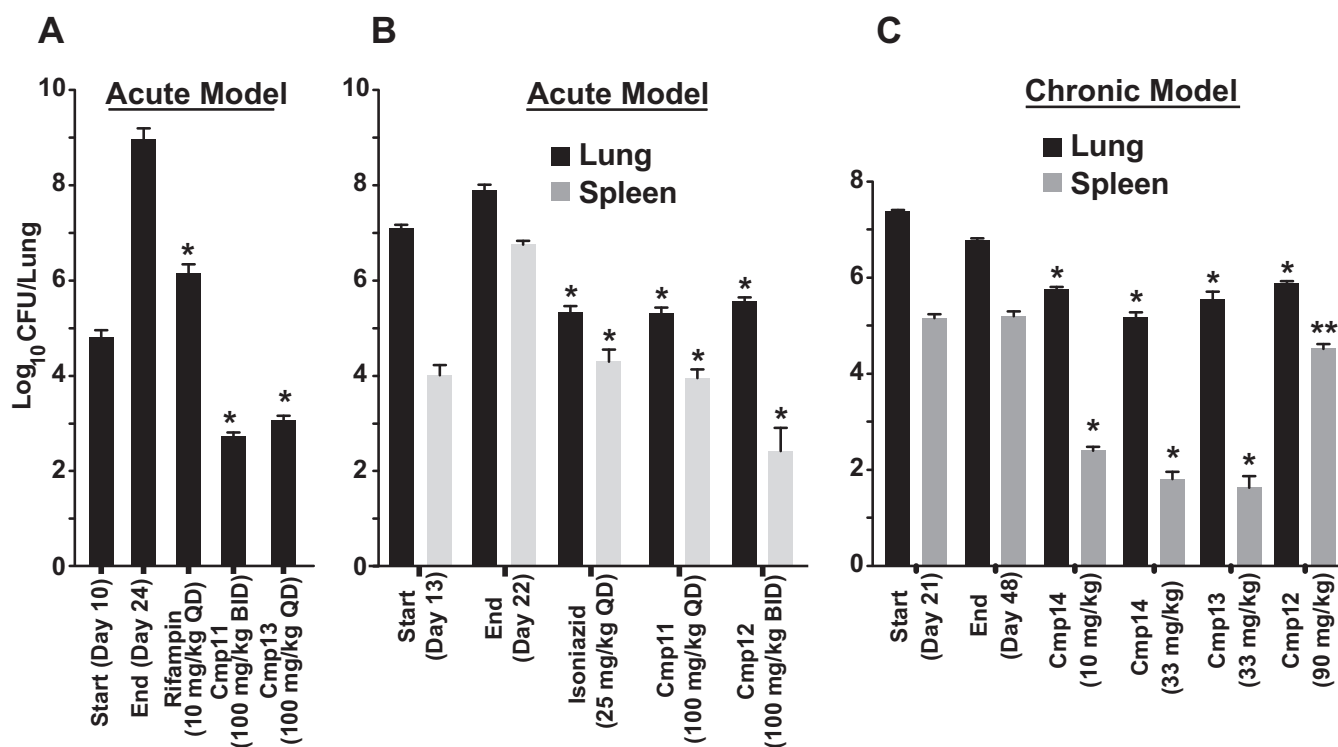 A
Acute Model
Log10CFU/Lung
10
8
6
4
2
0
*
*
*
Start (Day 10)
End (Day 24)
Rifampin
(10 mg/kg QD)
Cmp11
(100 mg/kg BID)
Cmp13
(100 mg/kg QD)
B
Acute Model
Lung
Spleen
10
8
6
4
2
0
*
*
*
*
*
*
Start
(Day 13)
End
(Day 22)
Isoniazid
(25 mg/kg QD)
Cmp11
(100 mg/kg QD)
Cmp12
(100 mg/kg BID)
C
Chronic Model
Lung
Spleen
8
6
4
2
0
*
*
*
*
*
*
*
**
Start
(Day 21)
End
(Day 48)
Cmp14
(10 mg/kg)
Cmp14
(33 mg/kg)
Cmp13
(33 mg/kg)
Cmp12
(90 mg/kg)